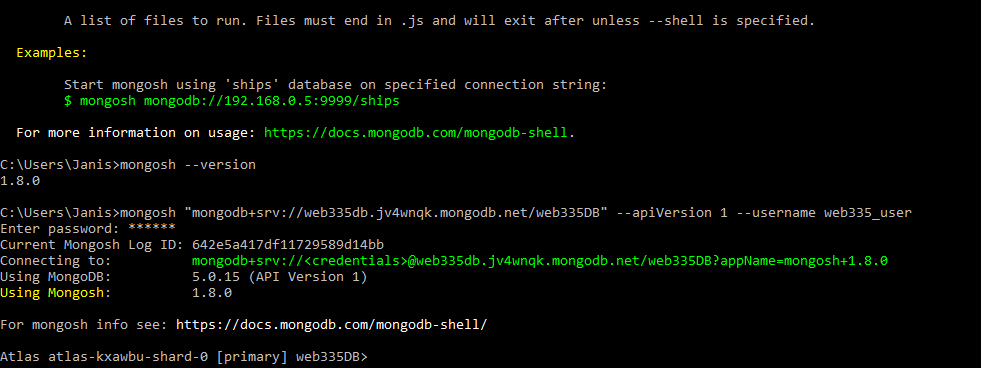 A list of files to run. Files must end in .js and will exit after unless --shell is specified.
Examples:
Start mongosh using 'ships' database on specified connection string:
$ mongosh mongodb://192.168.0.5:9999/ships
For more information on usage: https://docs.mongodb.com/mongodb-shell.
C:\Users\Janis>mongosh --version
1.8.0
C:\Users\Janis>mongosh "mongodb+srv://web335db.jv4wnqk.mongodb.net/web335DB" --apiVersion 1 --username web335_user
Enter password: ******
Current Mongosh Log ID: 642e5a417df11729589d14bb
Connecting to: mongodb+srv://<credentials>@web335db.jv4wnqk.mongodb.net/web335DB?appName=mongosh+1.8.0
Using MongoDB: 5.0.15 (API Version 1)
Using Mongosh: 1.8.0
For mongosh info see: https://docs.mongodb.com/mongodb-shell/
Atlas atlas-kxawbu-shard-0 [primary] web335DB>